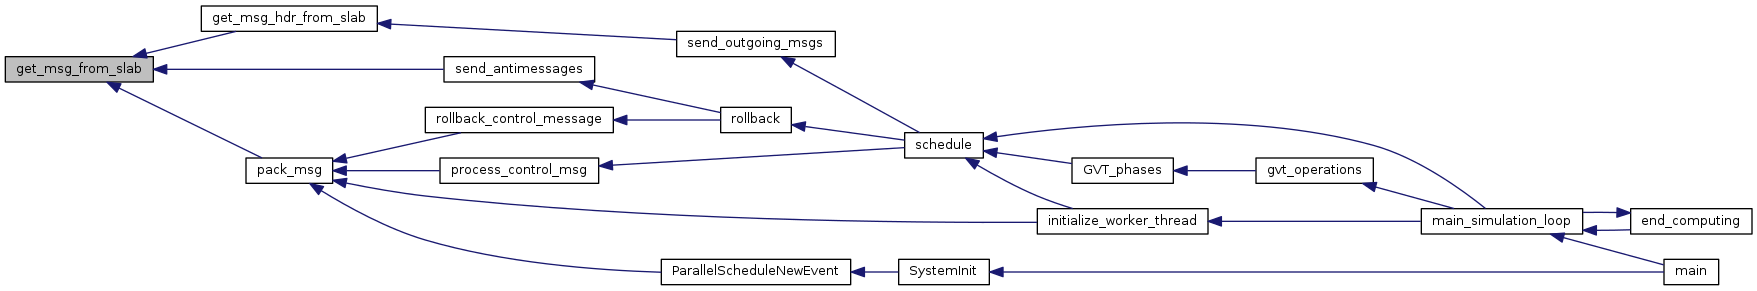 get_msg_hdr_from_slab
send_outgoing_msgs
get_msg_from_slab
send_antimessages
rollback_control_message
rollback
schedule
pack_msg
process_control_msg
GVT_phases
gvt_operations
initialize_worker_thread
main_simulation_loop
end_computing
ParallelScheduleNewEvent
SystemInit
main